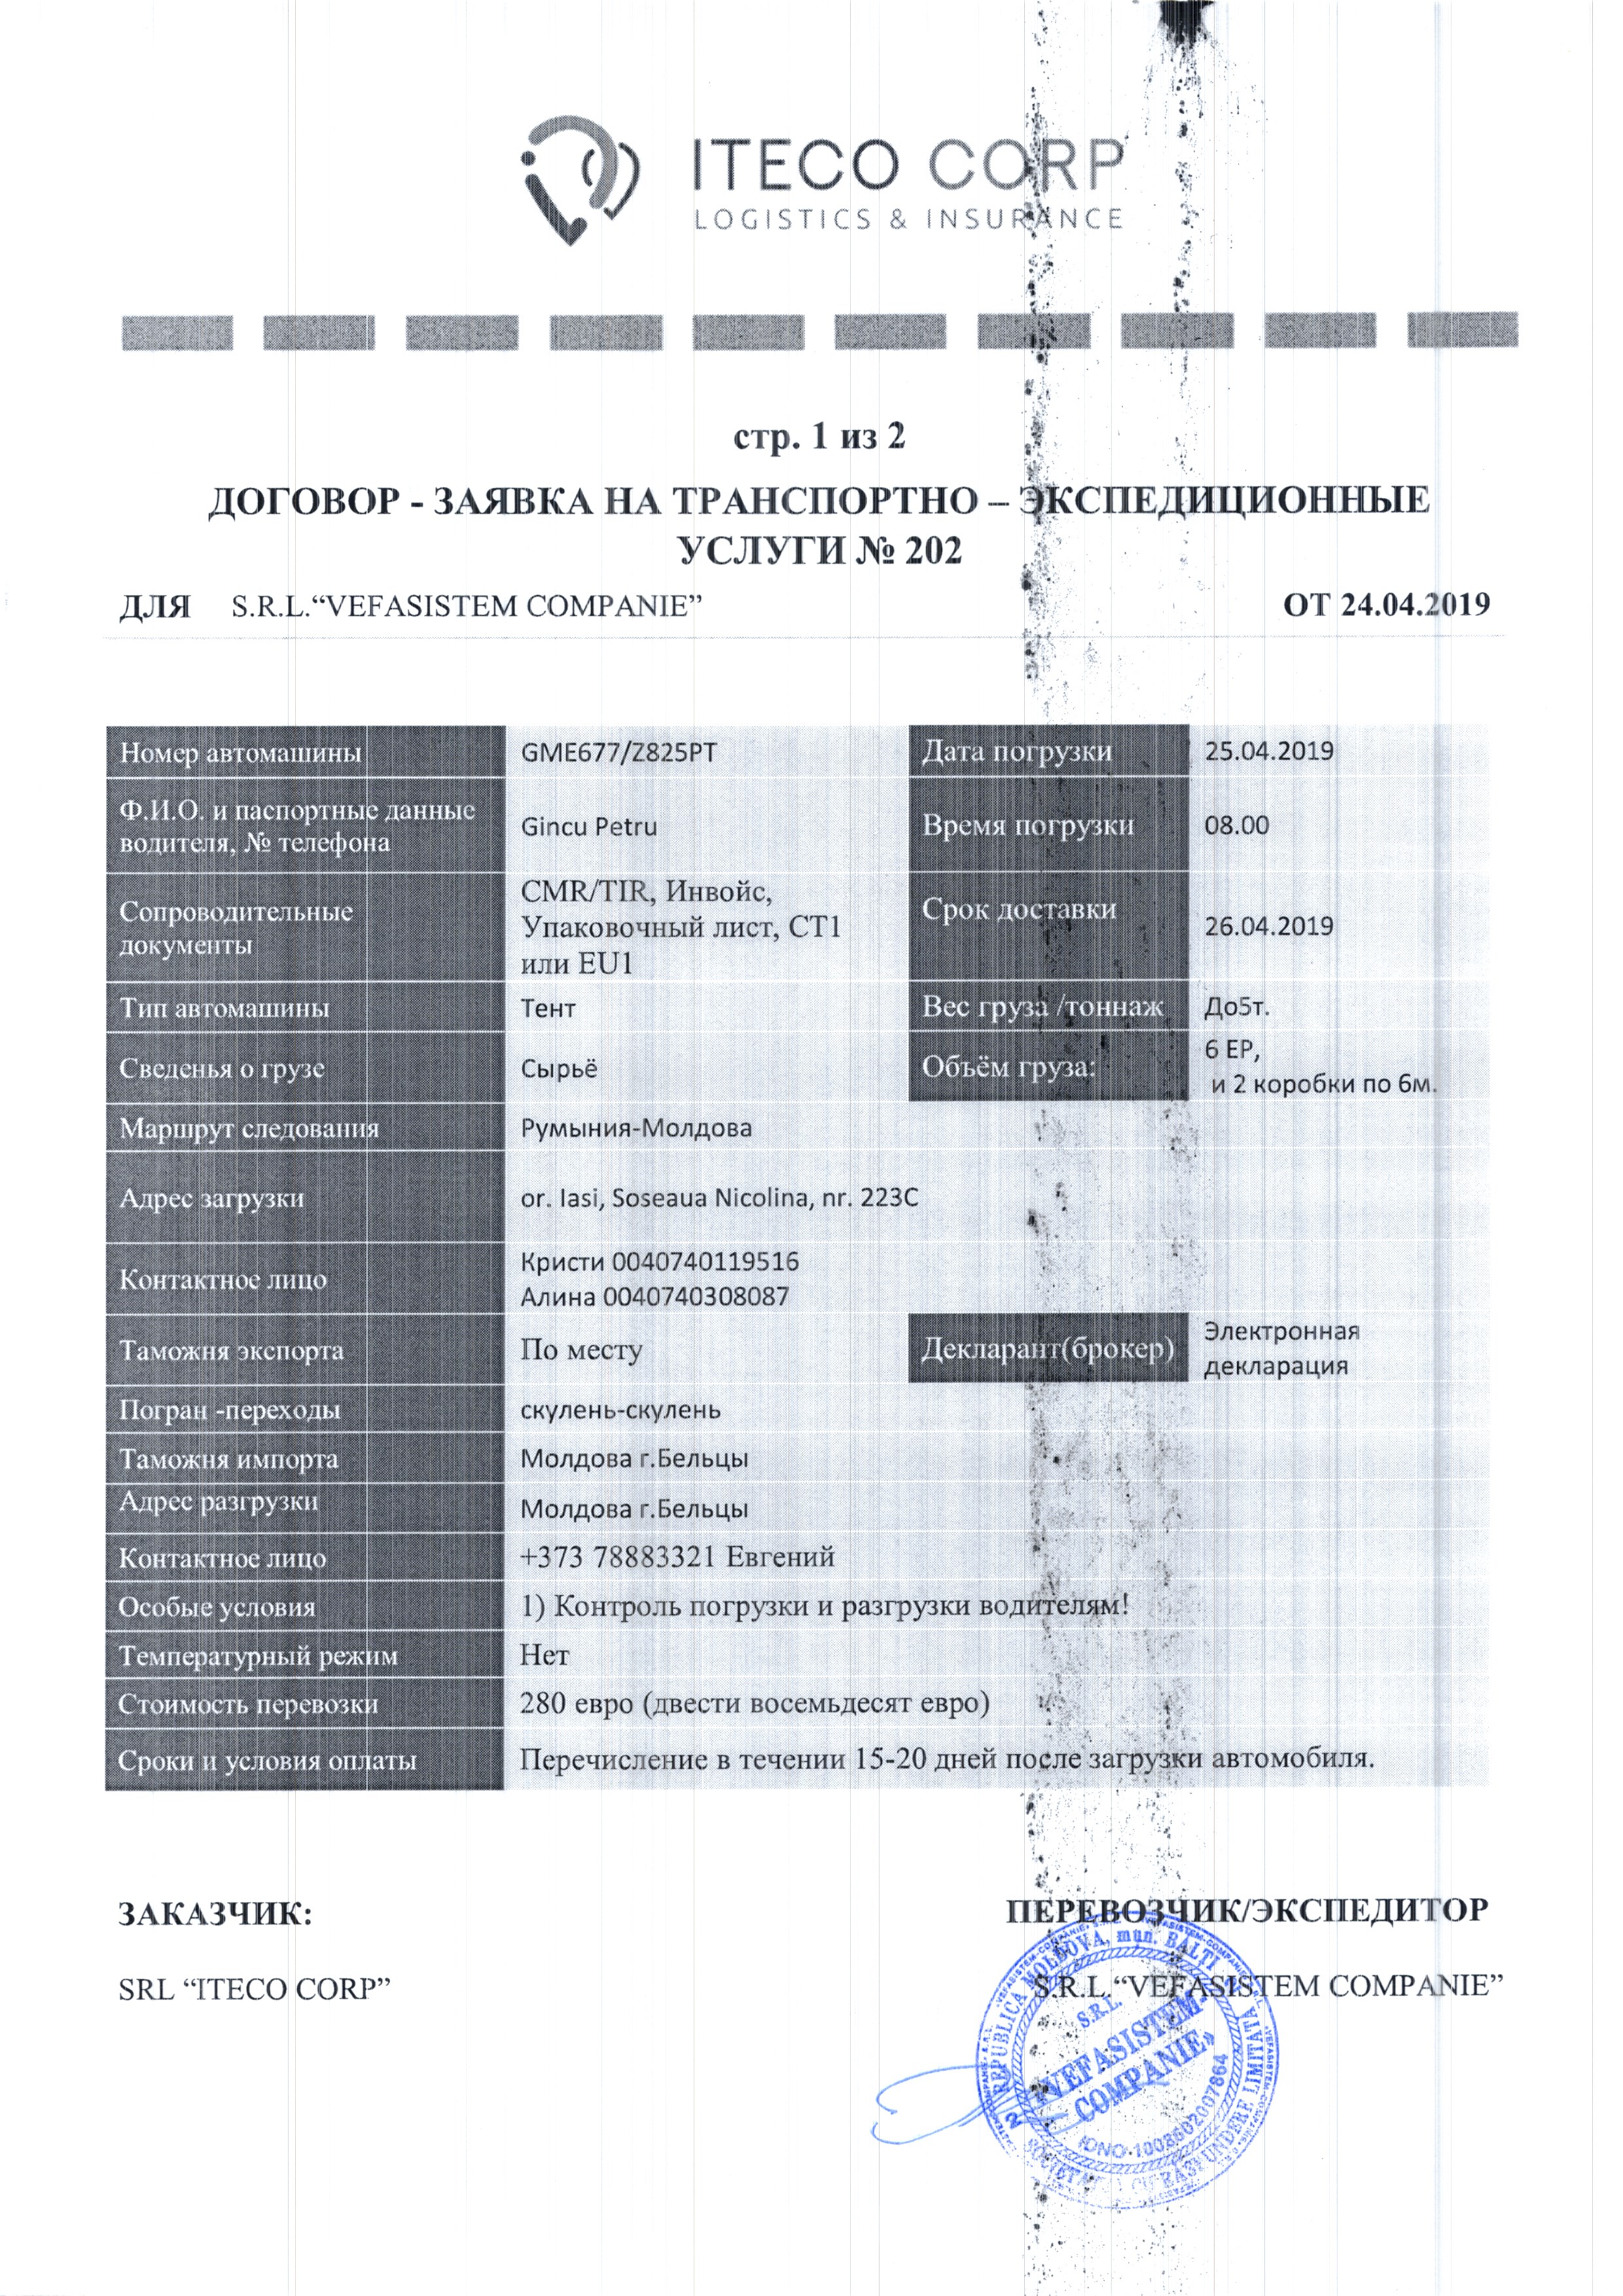 ITECO CORP
LOGISTICS & INSURANCE
стр. 1 из 2
ДОГОВОР - ЗАЯВКА НА ТРАНСПОРТНО – ЭКСПЕДИЦИОННЫЕ
УСЛУГИ № 202
ДЛЯ S.R.L.“VEFASISTEM COMPANIE” ОТ 24.04.2019
Номер автомашины GME677/Z825PT Дата погрузки 25.04.2019
Ф.И.О. и паспортные данные
водителя, № телефона
Gincu Petru
Время погрузки 08.00
Сопроводительные
документы
CMR/TIR, Инвойс,
Упаковочный лист, СТ1
или EU1
Срок доставки
26.04.2019
Тип автомашины Тент Вес груза /тоннаж До5т.
Сведенья о грузе Сырьё Объём груза:
6 EP,
и 2 коробки по 6м.
Маршрут следования Румыния-Молдова
Адрес загрузки or. Iasi, Soseaua Nicolina, nr. 223C
Контактное лицо
Кристи 0040740119516
Алина 0040740308087
Таможня экспорта По месту Декларант(брокер)
Электронная
декларация
Погран -переходы скулень-скулень
Таможня импорта Молдова г.Бельцы
Адрес разгрузки Молдова г.Бельцы
Контактное лицо +373 78883321 Евгений
Особые условия 1) Контроль погрузки и разгрузки водителям!
Температурный режим Нет
Стоимость перевозки 280 евро (двести восемьдесят евро)
Сроки и условия оплаты Перечисление в течении 15-20 дней после загрузки автомобиля.
ЗАКАЗЧИК: ПЕРЕВОЗЧИК/ЭКСПЕДИТОР
SRL “ITECO CORP” S.R.L.“VEFASISTEM COMPANIE”
REPUBLICA MOLDOVA, mun. BALTI
S.R.L.
«VEFASISTEM-
COMPANIE»